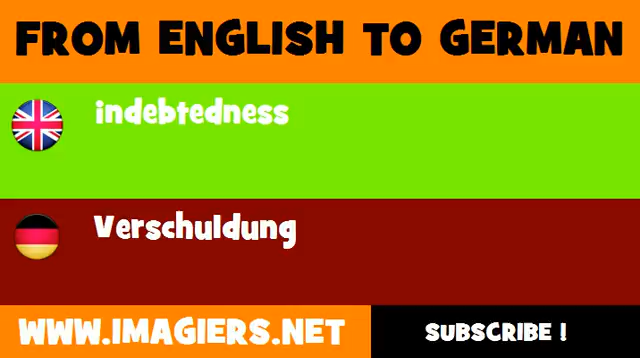 FROM ENGLISH TO GERMAN
indebtedness
Verschuldung
WWW.IMAGIERS.NET
SUBSCRIBE !